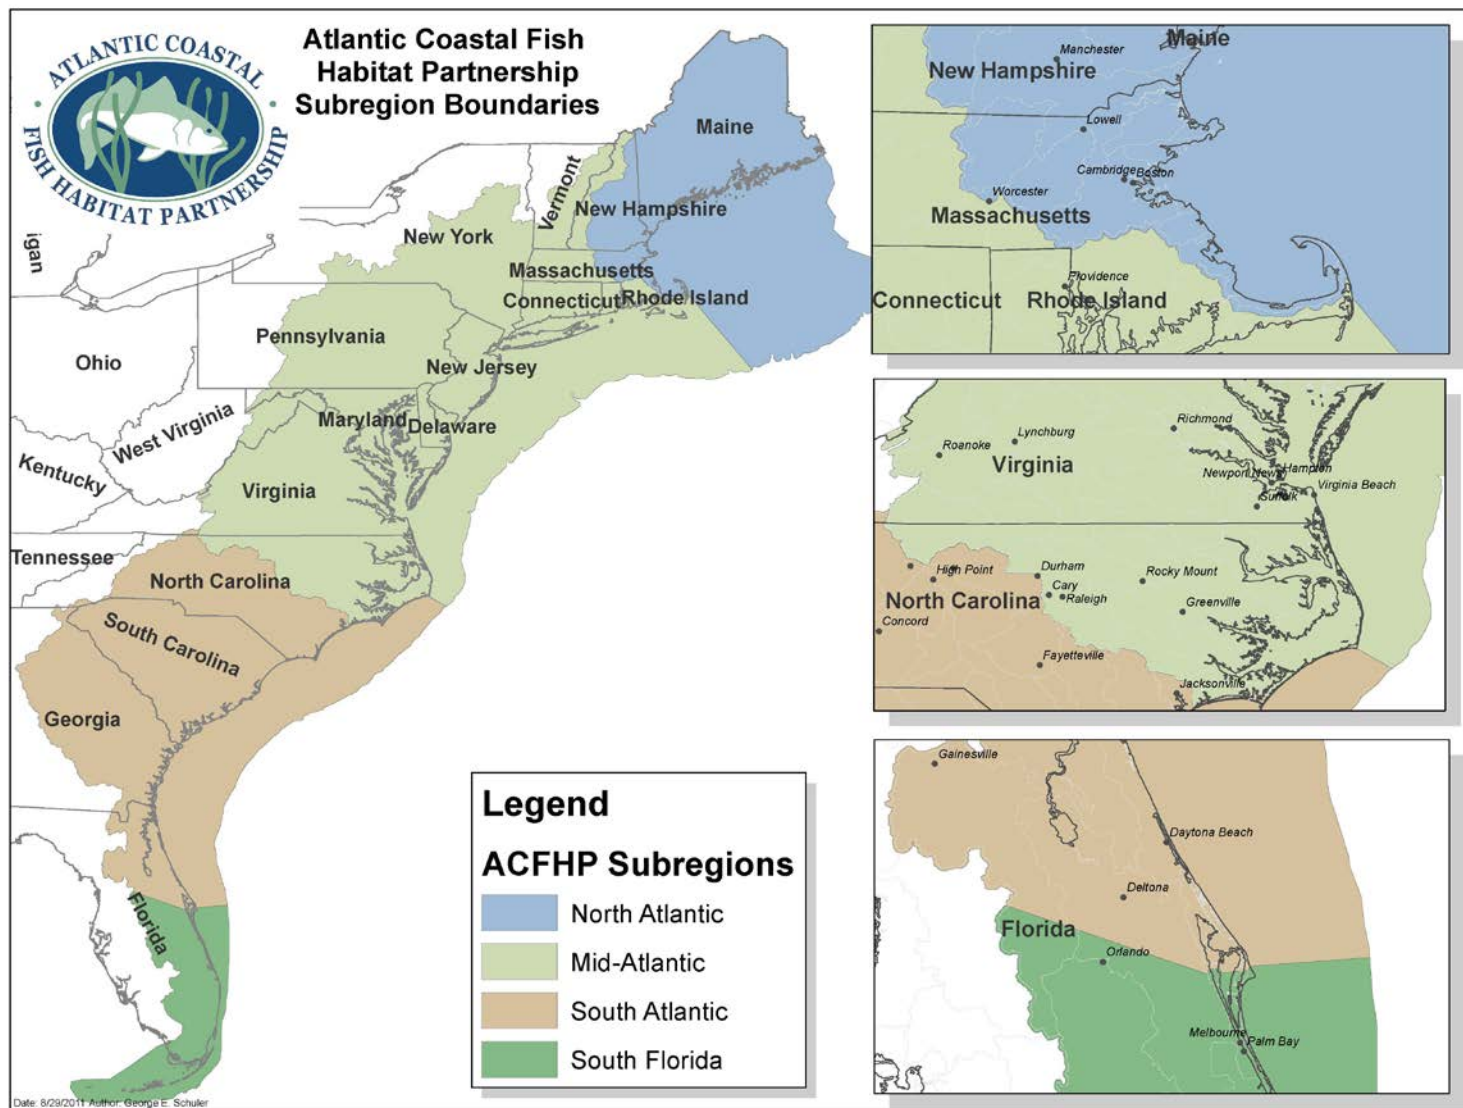 ATLANTIC COASTAL
FISH HABITAT PARTNERSHIP
Atlantic Coastal Fish
Habitat Partnership
Subregion Boundaries
Maine
Vermont
New Hampshire
igan
New York
Massachusetts
Connecticut
Rhode Island
Pennsylvania
Ohio
New Jersey
West Virginia
Maryland
Delaware
Kentucky
Virginia
Tennessee
North Carolina
South Carolina
Georgia
Florida
Legend
ACFHP Subregions
North Atlantic
Mid-Atlantic
South Atlantic
South Florida
Date: 8/29/2011 Author: George E. Schuler
Maine
Manchester
New Hampshire
Lowell
Cambridge
Boston
Worcester
Massachusetts
Providence
Connecticut
Rhode Island
Richmond
Lynchburg
Roanoke
Virginia
Hampton
Newport News
Virginia Beach
Suffolk
High Point
Durham
Rocky Mount
Cary
Raleigh
North Carolina
Greenville
Concord
Fayetteville
Jacksonville
Gainesville
Daytona Beach
Deltona
Florida
Orlando
Melbourne
Palm Bay